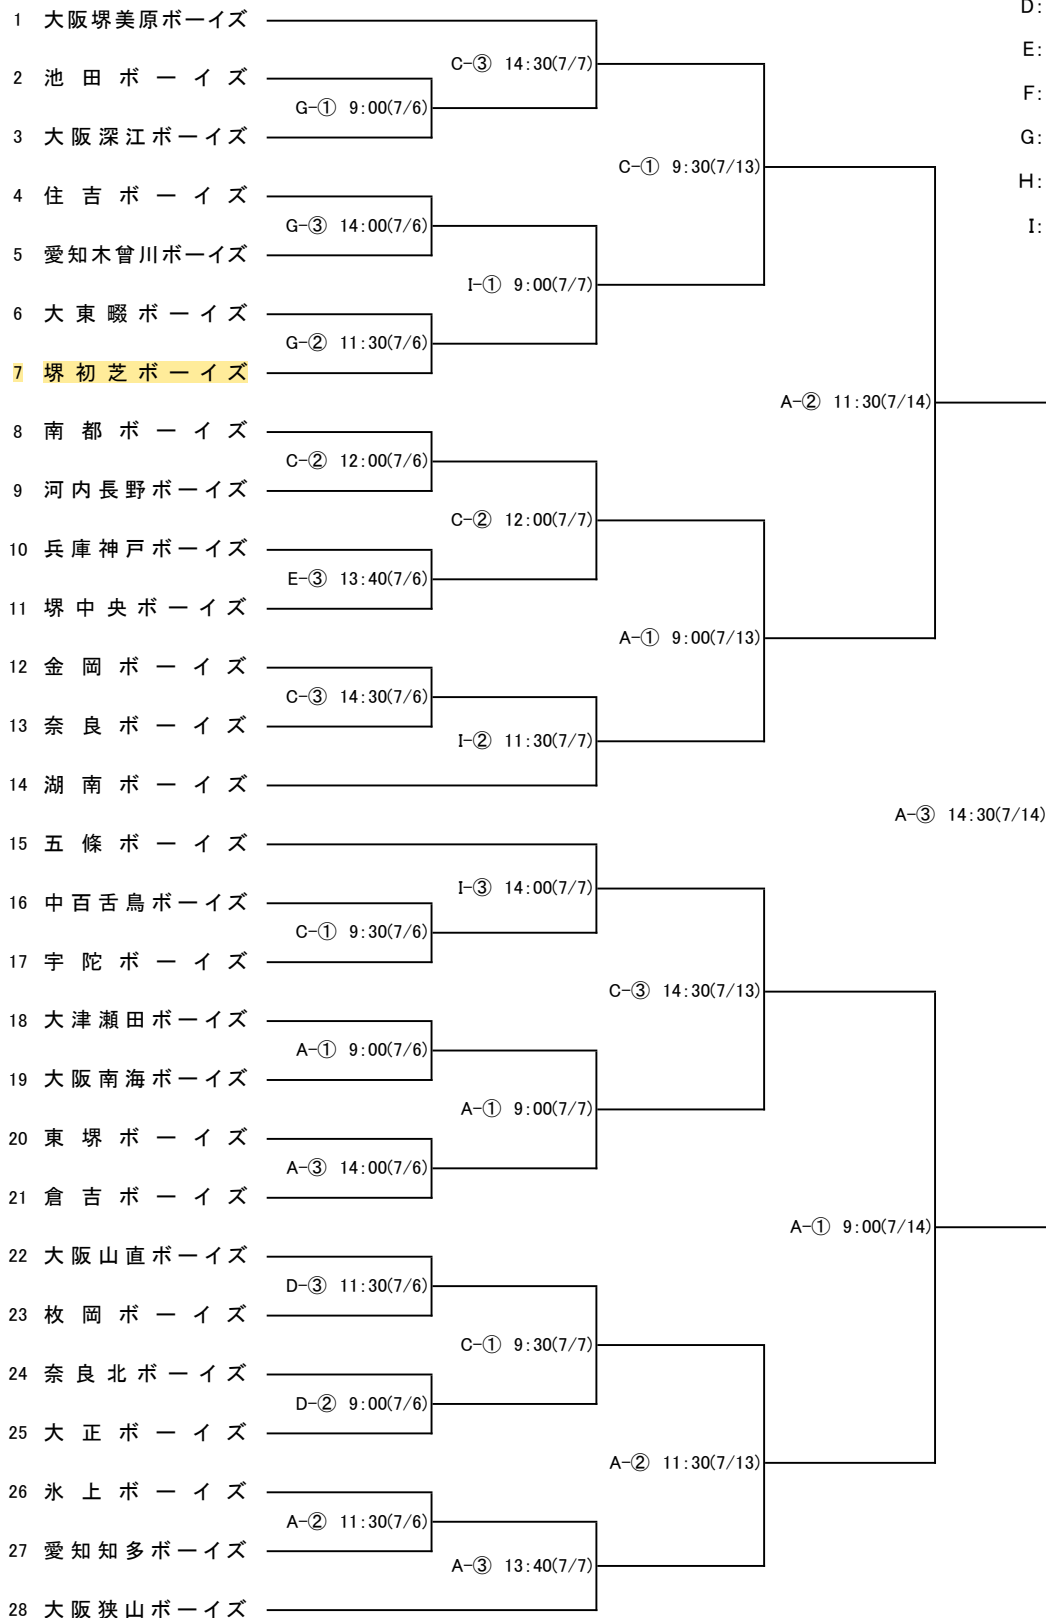 1 大阪堺美原ボーイズ
D:
C-③ 14:30(7/7)
E:
2 池田ボーイズ
F:
G-① 9:00(7/6)
3 大阪深江ボーイズ
G:
C-① 9:30(7/13)
H:
4 住吉ボーイズ
G-③ 14:00(7/6)
I:
5 愛知木曾川ボーイズ
I-① 9:00(7/7)
6 大東畷ボーイズ
G-② 11:30(7/6)
7 堺初芝ボーイズ
A-② 11:30(7/14)
8 南都ボーイズ
C-② 12:00(7/6)
9 河内長野ボーイズ
C-② 12:00(7/7)
10 兵庫神戸ボーイズ
E-③ 13:40(7/6)
11 堺中央ボーイズ
A-① 9:00(7/13)
12 金岡ボーイズ
C-③ 14:30(7/6)
13 奈良ボーイズ
I-② 11:30(7/7)
14 湖南ボーイズ
A-③ 14:30(7/14)
15 五條ボーイズ
I-③ 14:00(7/7)
16 中百舌鳥ボーイズ
C-① 9:30(7/6)
17 宇陀ボーイズ
C-③ 14:30(7/13)
18 大津瀬田ボーイズ
A-① 9:00(7/6)
19 大阪南海ボーイズ
A-① 9:00(7/7)
20 東堺ボーイズ
A-③ 14:00(7/6)
21 倉吉ボーイズ
A-① 9:00(7/14)
22 大阪山直ボーイズ
D-③ 11:30(7/6)
23 枚岡ボーイズ
C-① 9:30(7/7)
24 奈良北ボーイズ
D-② 9:00(7/6)
25 大正ボーイズ
A-② 11:30(7/13)
26 氷上ボーイズ
A-② 11:30(7/6)
27 愛知知多ボーイズ
A-③ 13:40(7/7)
28 大阪狭山ボーイズ